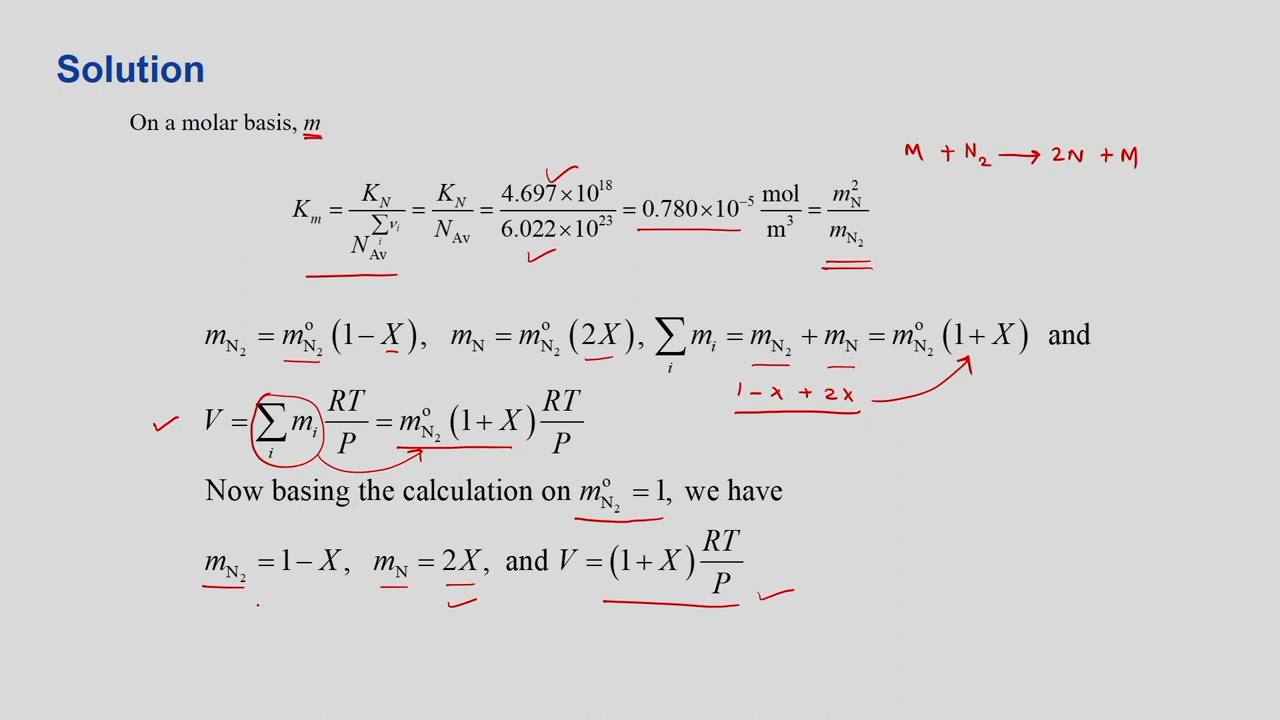 Solution
On a molar basis, m
M + N₂ ⟶ 2N + M
K_m = K_N / N_Av^(∑_i ν_i) = K_N / N_Av = 4.697×10^18 / 6.022×10^23 = 0.780×10^−5 mol / m³ = m_N² / m_N₂
m_N₂ = m°_N₂ (1 − X), m_N = m°_N₂ (2X), ∑_i m_i = m_N₂ + m_N = m°_N₂ (1 + X) and
1 − x + 2x
V = ∑_i m_i RT / P = m°_N₂ (1 + X) RT / P
Now basing the calculation on m°_N₂ = 1, we have
m_N₂ = 1 − X, m_N = 2X, and V = (1 + X) RT / P